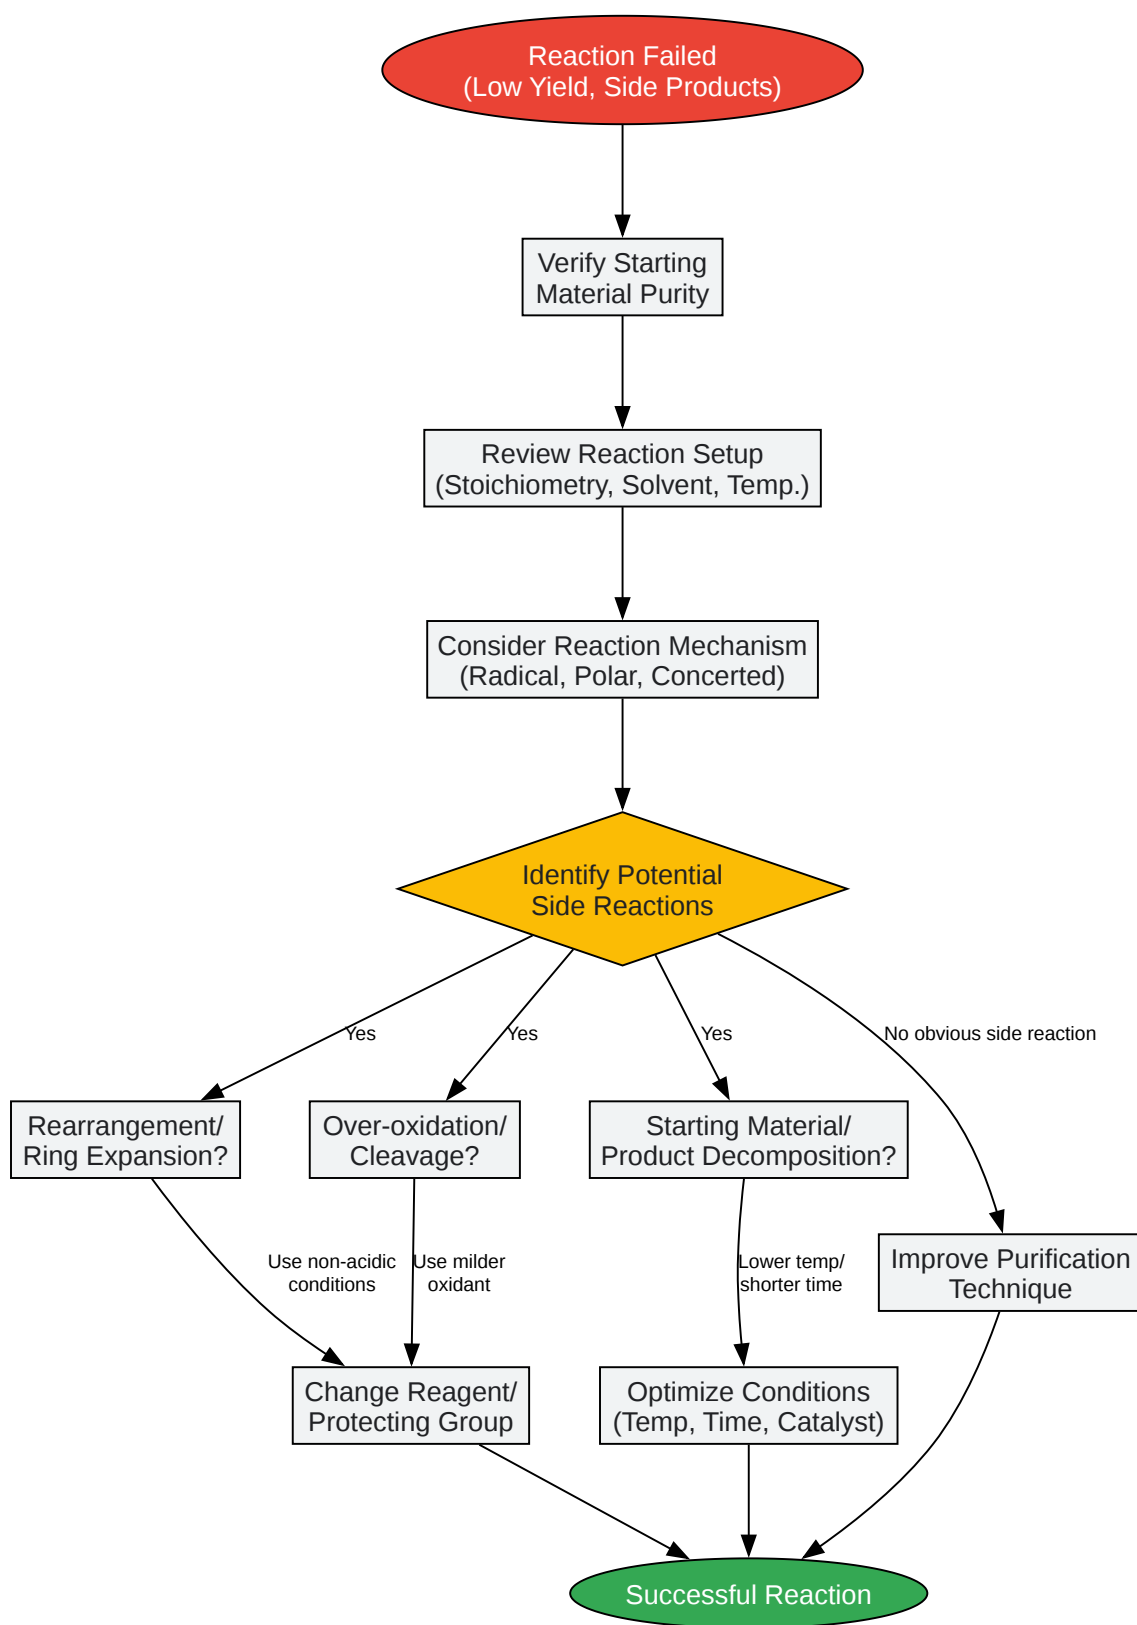 Reaction Failed
(Low Yield, Side Products)
Verify Starting
Material Purity
Review Reaction Setup
(Stoichiometry, Solvent, Temp.)
Consider Reaction Mechanism
(Radical, Polar, Concerted)
Identify Potential
Side Reactions
Yes
Yes
Yes
No obvious side reaction
Rearrangement/
Ring Expansion?
Over-oxidation/
Cleavage?
Starting Material/
Product Decomposition?
Use non-acidic
conditions
Use milder
oxidant
Lower temp/
shorter time
Improve Purification
Technique
Change Reagent/
Protecting Group
Optimize Conditions
(Temp, Time, Catalyst)
Successful Reaction